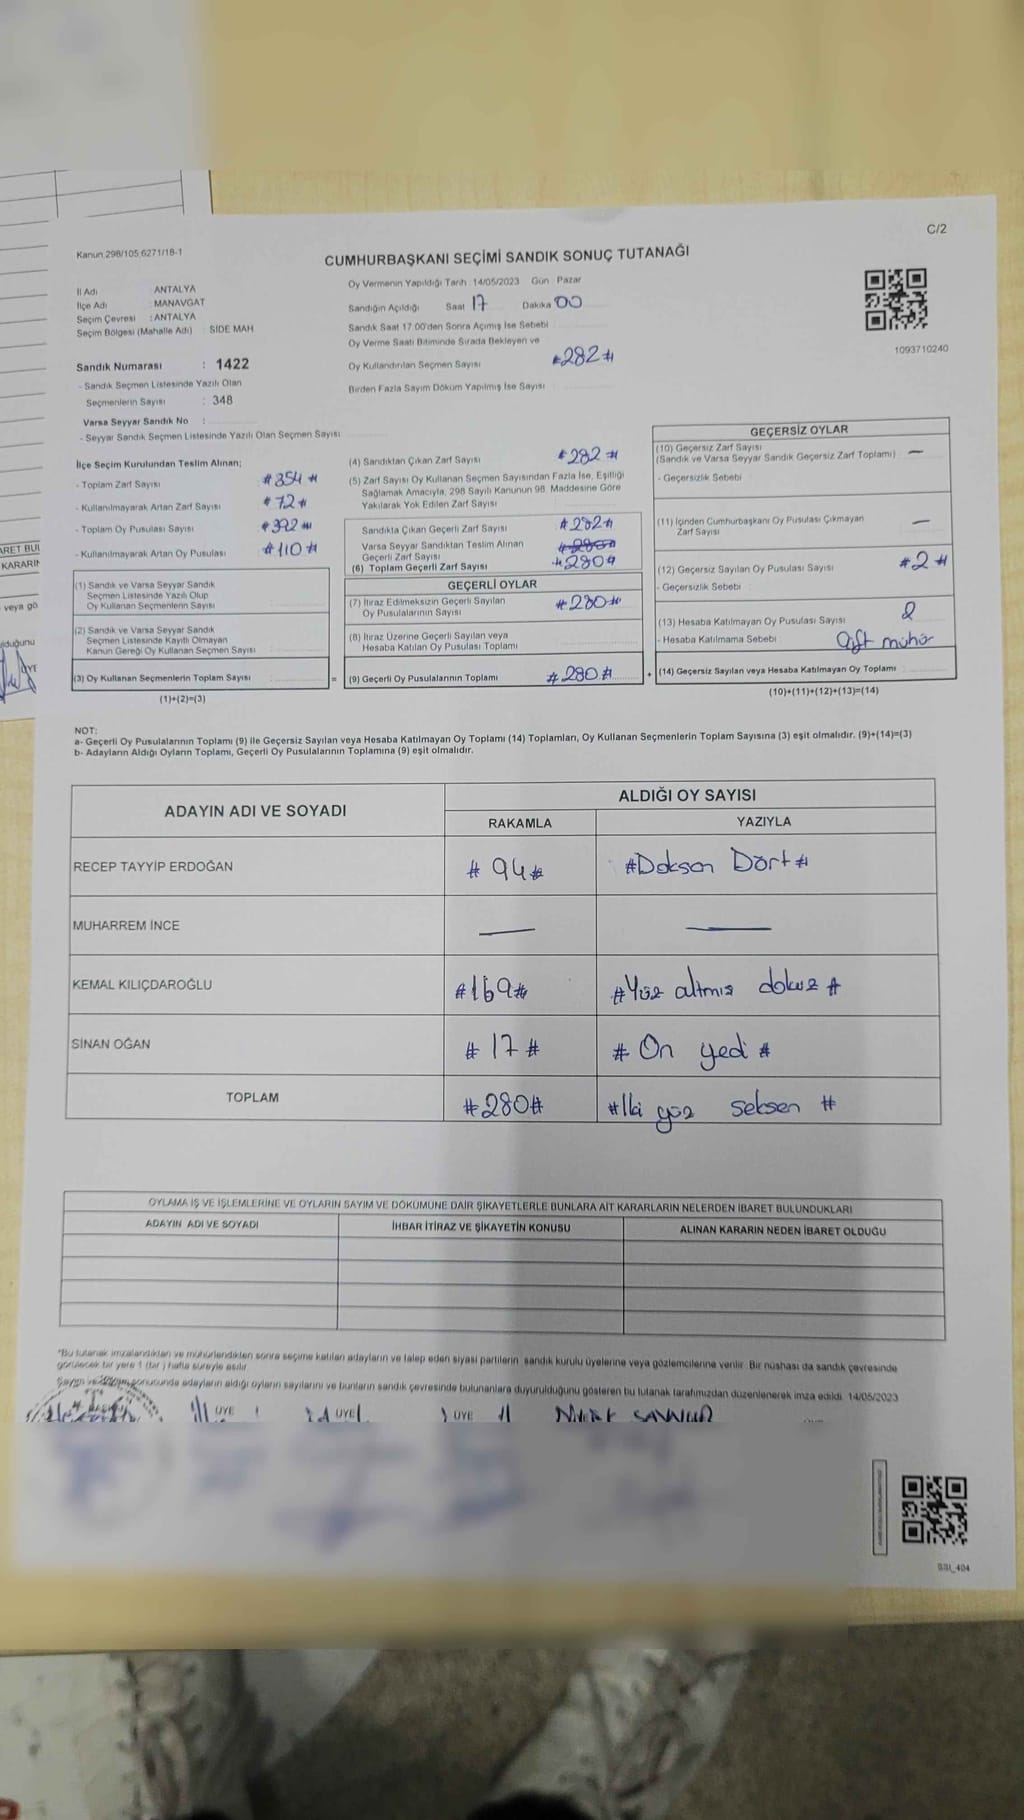 C/2
Kanun 298/105 6271/18-1
CUMHURBAŞKANI SEÇİMİ SANDIK SONUÇ TUTANAĞI
İl Adı : ANTALYA
İlçe Adı : MANAVGAT
Seçim Çevresi : ANTALYA
Seçim Bölgesi (Mahalle Adı) : SİDE MAH
Sandık Numarası : 1422
- Sandık Seçmen Listesinde Yazılı Olan
Seçmenlerin Sayısı : 348
Varsa Seyyar Sandık No :
- Seyyar Sandık Seçmen Listesinde Yazılı Olan Seçmen Sayısı
Oy Vermenin Yapıldığı Tarih 14/05/2023 Gün Pazar
Sandığın Açıldığı Saat 17 Dakika 00
Sandık Saat 17.00'den Sonra Açılmış İse Sebebi
Oy Verme Saati Bitiminde Sırada Bekleyen ve
Oy Kullandırılan Seçmen Sayısı #282#
Birden Fazla Sayım Döküm Yapılmış İse Sayısı
1093710240
İlçe Seçim Kurulundan Teslim Alınan;
- Toplam Zarf Sayısı #354#
- Kullanılmayarak Artan Zarf Sayısı #72#
- Toplam Oy Pusulası Sayısı #392#
- Kullanılmayarak Artan Oy Pusulası #110#
(1) Sandık ve Varsa Seyyar Sandık
Seçmen Listesinde Yazılı Olup
Oy Kullanan Seçmenlerin Sayısı
(2) Sandık ve Varsa Seyyar Sandık
Seçmen Listesinde Kayıtlı Olmayan
Kanun Gereği Oy Kullanan Seçmen Sayısı
(3) Oy Kullanan Seçmenlerin Toplam Sayısı =
(1)+(2)=(3)
(4) Sandıktan Çıkan Zarf Sayısı #282#
(5) Zarf Sayısı Oy Kullanan Seçmen Sayısından Fazla İse, Eşitliği
Sağlamak Amacıyla, 298 Sayılı Kanunun 98. Maddesine Göre
Yakılarak Yok Edilen Zarf Sayısı
Sandıkta Çıkan Geçerli Zarf Sayısı #282#
Varsa Seyyar Sandıktan Teslim Alınan
Geçerli Zarf Sayısı #280#
(6) Toplam Geçerli Zarf Sayısı #280#
GEÇERLİ OYLAR
(7) İtiraz Edilmeksizin Geçerli Sayılan
Oy Pusulalarının Sayısı #280#
(8) İtiraz Üzerine Geçerli Sayılan veya
Hesaba Katılan Oy Pusulası Toplamı
(9) Geçerli Oy Pusulalarının Toplamı #280# +
GEÇERSİZ OYLAR
(10) Geçersiz Zarf Sayısı
(Sandık ve Varsa Seyyar Sandık Geçersiz Zarf Toplamı) —
- Geçersizlik Sebebi
(11) İçinden Cumhurbaşkanı Oy Pusulası Çıkmayan
Zarf Sayısı —
(12) Geçersiz Sayılan Oy Pusulası Sayısı #2#
- Geçersizlik Sebebi
(13) Hesaba Katılmayan Oy Pusulası Sayısı 2
- Hesaba Katılmama Sebebi Çift mühür
(14) Geçersiz Sayılan veya Hesaba Katılmayan Oy Toplamı
(10)+(11)+(12)+(13)=(14)
NOT:
a- Geçerli Oy Pusulalarının Toplamı (9) ile Geçersiz Sayılan veya Hesaba Katılmayan Oy Toplamı (14) Toplamları, Oy Kullanan Seçmenlerin Toplam Sayısına (3) eşit olmalıdır. (9)+(14)=(3)
b- Adayların Aldığı Oyların Toplamı, Geçerli Oy Pusulalarının Toplamına (9) eşit olmalıdır.
ADAYIN ADI VE SOYADI ALDIĞI OY SAYISI
RAKAMLA YAZIYLA
RECEP TAYYİP ERDOĞAN #94# #Doksan Dört#
MUHARREM İNCE — —
KEMAL KILIÇDAROĞLU #169# #Yüz altmış dokuz#
SİNAN OĞAN #17# #On yedi#
TOPLAM #280# #İki yüz seksen#
OYLAMA İŞ VE İŞLEMLERİNE VE OYLARIN SAYIM VE DÖKÜMÜNE DAİR ŞİKAYETLERLE BUNLARA AİT KARARLARIN NELERDEN İBARET BULUNDUKLARI
ADAYIN ADI VE SOYADI İHBAR İTİRAZ VE ŞİKAYETİN KONUSU ALINAN KARARIN NEDEN İBARET OLDUĞU
*Bu tutanak imzalandıktan ve mühürlendikten sonra seçime katılan adayların ve talep eden siyasi partilerin sandık kurulu üyelerine veya gözlemcilerine verilir. Bir nüshası da sandık çevresinde
görülecek bir yere 1 (bir) hafta süreyle asılır
Sayım ve döküm sonucunda adayların aldığı oyların sayılarını ve bunların sandık çevresinde bulunanlara duyurulduğunu gösteren bu tutanak tarafımızdan düzenlenerek imza edildi. 14/05/2023
ÜYE ÜYE ÜYE
SSI_404